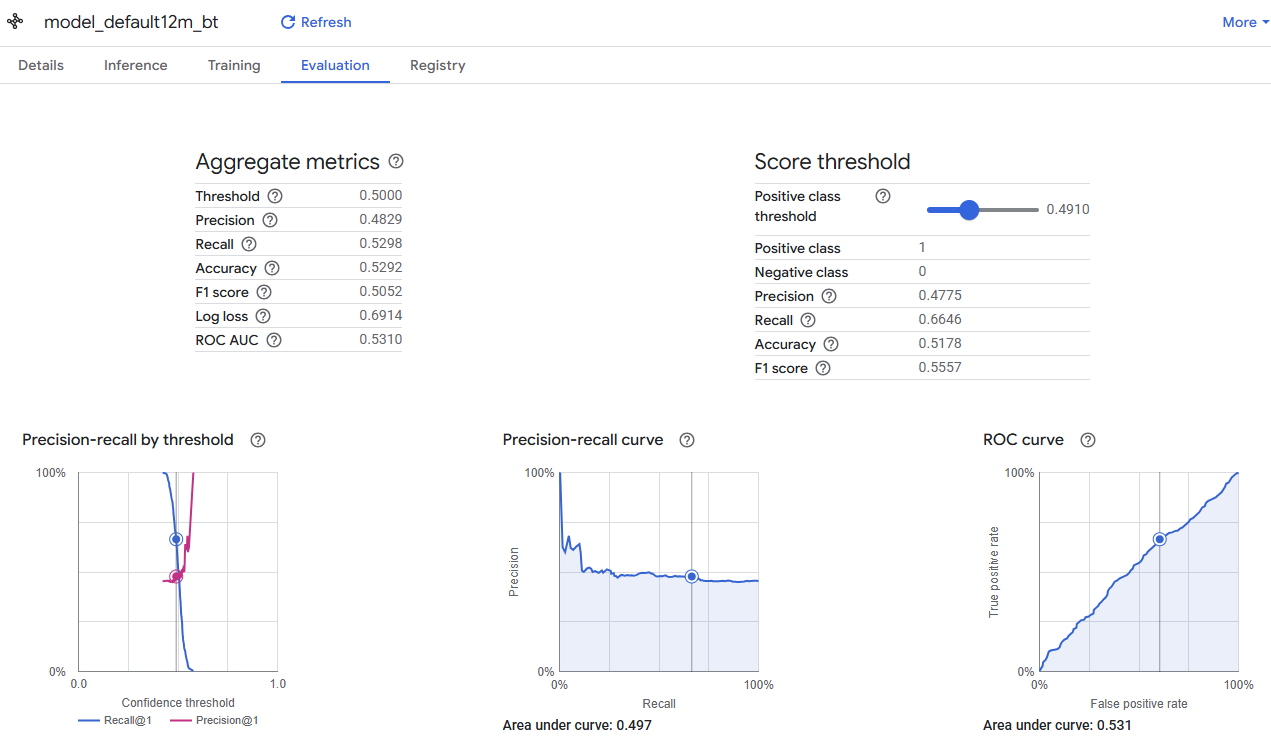 model_default12m_bt Refresh More
Details Inference Training Evaluation Registry
Aggregate metrics
Threshold 0.5000
Precision 0.4829
Recall 0.5298
Accuracy 0.5292
F1 score 0.5052
Log loss 0.6914
ROC AUC 0.5310
Score threshold
Positive class threshold 0.4910
Positive class 1
Negative class 0
Precision 0.4775
Recall 0.6646
Accuracy 0.5178
F1 score 0.5557
Precision-recall by threshold
100%
0%
0.0 1.0
Confidence threshold
Recall@1 Precision@1
Precision-recall curve
100%
Precision
0%
0% 100%
Recall
Area under curve: 0.497
ROC curve
100%
True positive rate
0%
0% 100%
False positive rate
Area under curve: 0.531